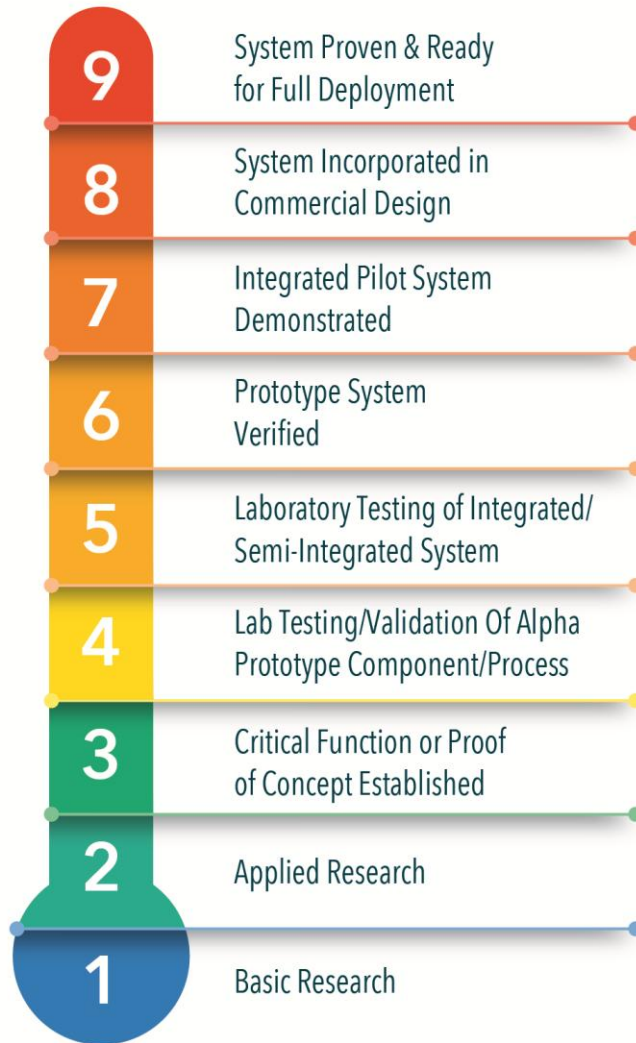 9
System Proven & Ready
for Full Deployment
8
System Incorporated in
Commercial Design
7
Integrated Pilot System
Demonstrated
6
Prototype System
Verified
5
Laboratory Testing of Integrated/
Semi-Integrated System
4
Lab Testing/Validation Of Alpha
Prototype Component/Process
3
Critical Function or Proof
of Concept Established
2
Applied Research
1
Basic Research